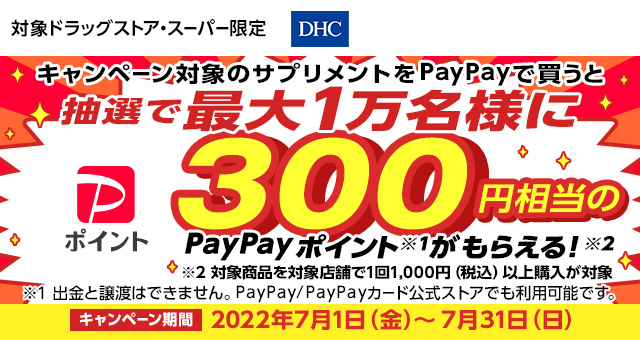 対象ドラッグストア・スーパー限定 DHC
キャンペーン対象のサプリメントをPayPayで買うと
抽選で最大1万名様に
300円相当の
ポイント
PayPayポイント※1がもらえる!※2
※2 対象商品を対象店舗で1回1,000円(税込)以上購入が対象
※1 出金と譲渡はできません。PayPay/PayPayカード公式ストアでも利用可能です。
キャンペーン期間 2022年7月1日(金)~7月31日(日)